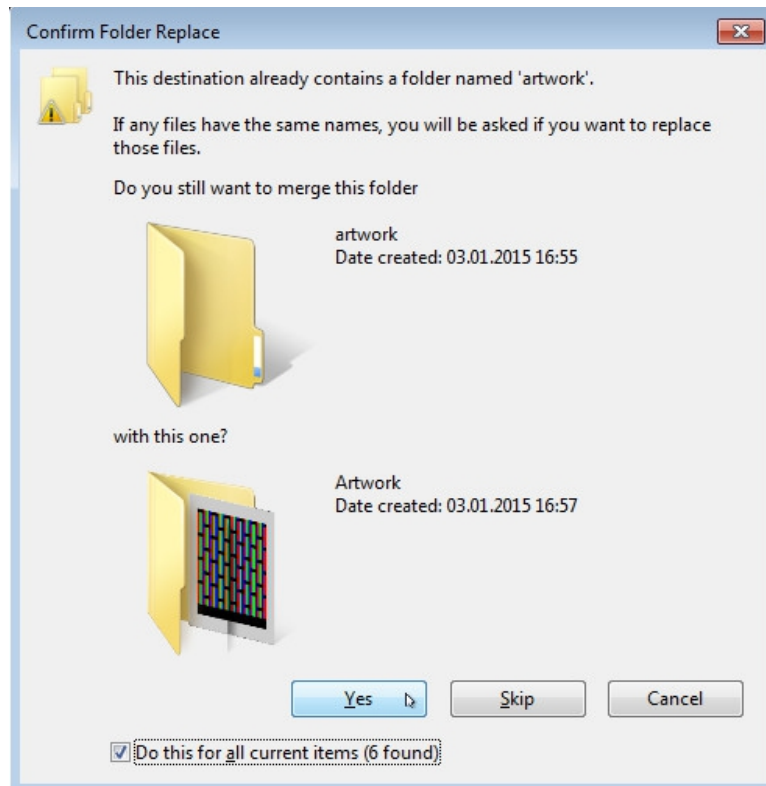 Confirm Folder Replace
This destination already contains a folder named 'artwork'.
If any files have the same names, you will be asked if you want to replace
those files.
Do you still want to merge this folder
artwork
Date created: 03.01.2015 16:55
with this one?
Artwork
Date created: 03.01.2015 16:57
Yes Skip Cancel
Do this for all current items (6 found)